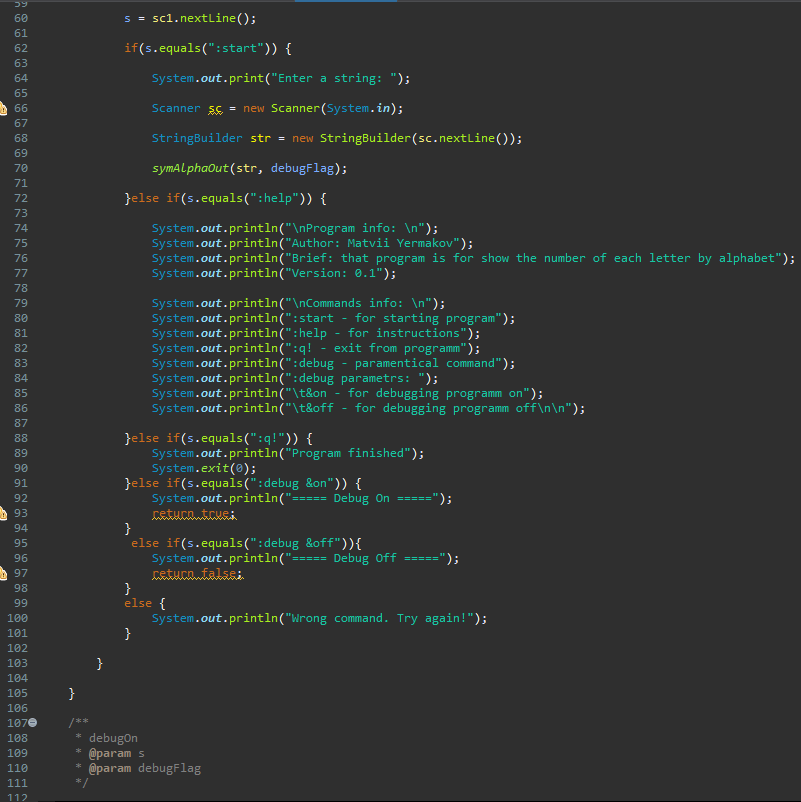 59
60 s = sc1.nextLine();
61
62 if(s.equals(":start")) {
63
64 System.out.print("Enter a string: ");
65
66 Scanner sc = new Scanner(System.in);
67
68 StringBuilder str = new StringBuilder(sc.nextLine());
69
70 symAlphaOut(str, debugFlag);
71
72 }else if(s.equals(":help")) {
73
74 System.out.println("\nProgram info: \n");
75 System.out.println("Author: Matvii Yermakov");
76 System.out.println("Brief: that program is for show the number of each letter by alphabet");
77 System.out.println("Version: 0.1");
78
79 System.out.println("\nCommands info: \n");
80 System.out.println(":start - for starting program");
81 System.out.println(":help - for instructions");
82 System.out.println(":q! - exit from programm");
83 System.out.println(":debug - paramentical command");
84 System.out.println(":debug parametrs: ");
85 System.out.println("\t&on - for debugging programm on");
86 System.out.println("\t&off - for debugging programm off\n\n");
87
88 }else if(s.equals(":q!")) {
89 System.out.println("Program finished");
90 System.exit(0);
91 }else if(s.equals(":debug &on")) {
92 System.out.println("===== Debug On =====");
93 return true;
94 }
95 else if(s.equals(":debug &off")){
96 System.out.println("===== Debug Off =====");
97 return false;
98 }
99 else {
100 System.out.println("Wrong command. Try again!");
101 }
102
103 }
104
105 }
106
107 /**
108 * debugOn
109 * @param s
110 * @param debugFlag
111 */
112